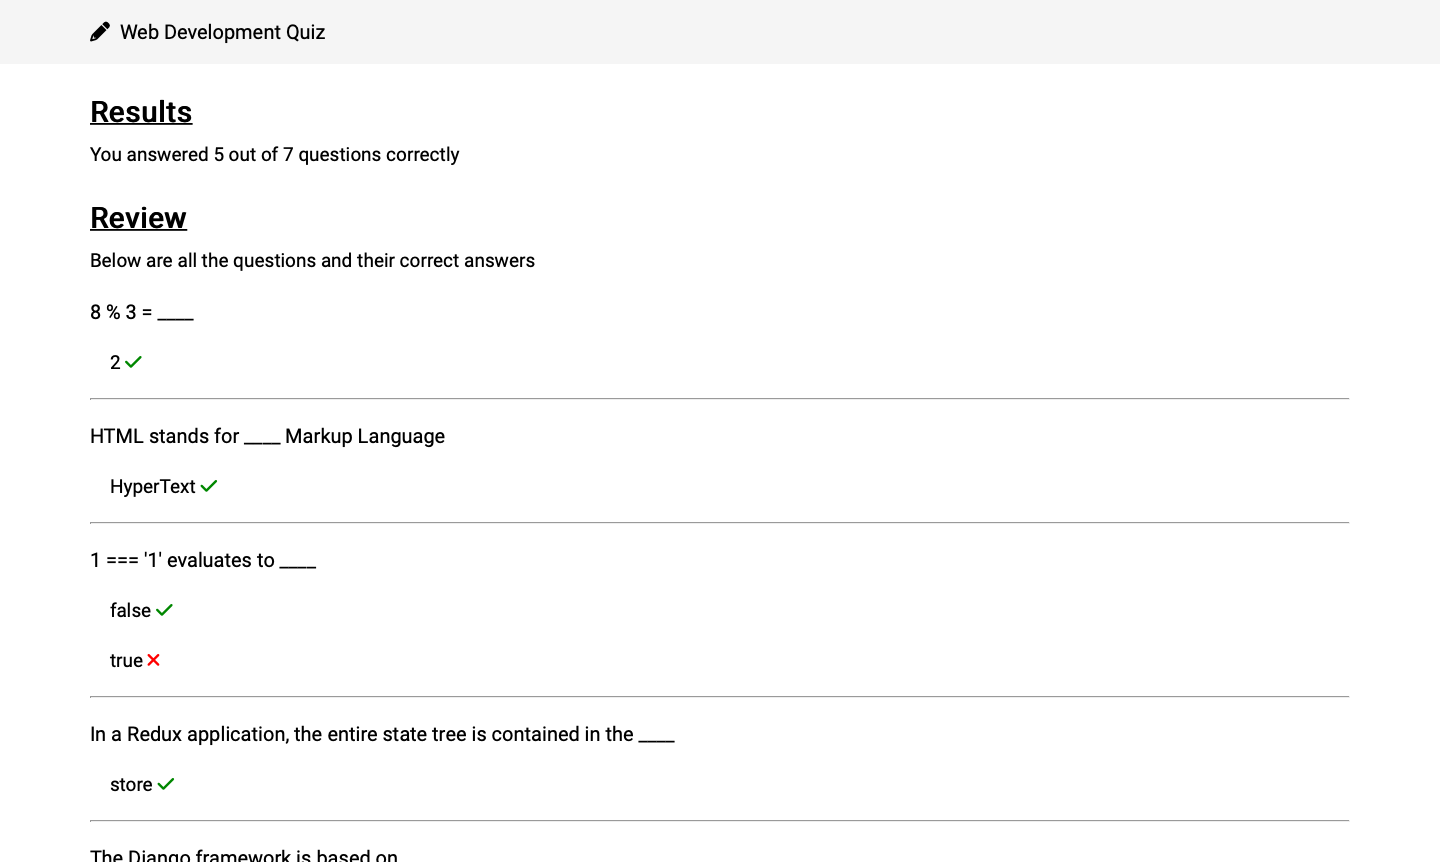 Web Development Quiz
Results
You answered 5 out of 7 questions correctly
Review
Below are all the questions and their correct answers
8 % 3 = ____
2
HTML stands for ____ Markup Language
HyperText
1 === '1' evaluates to ____
false
true
In a Redux application, the entire state tree is contained in the ____
store
The Django framework is based on